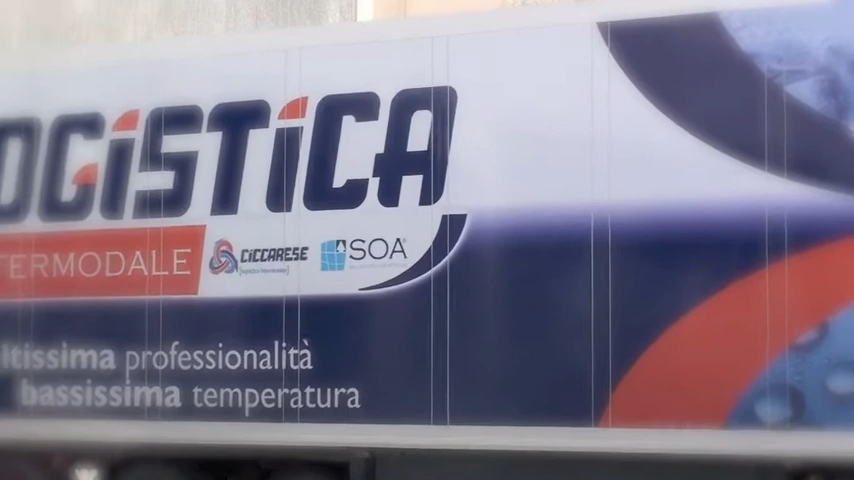 OGISTICA
TERMODALE
CICCARESE
SOA
ltissima professionalità
bassissima temperatura